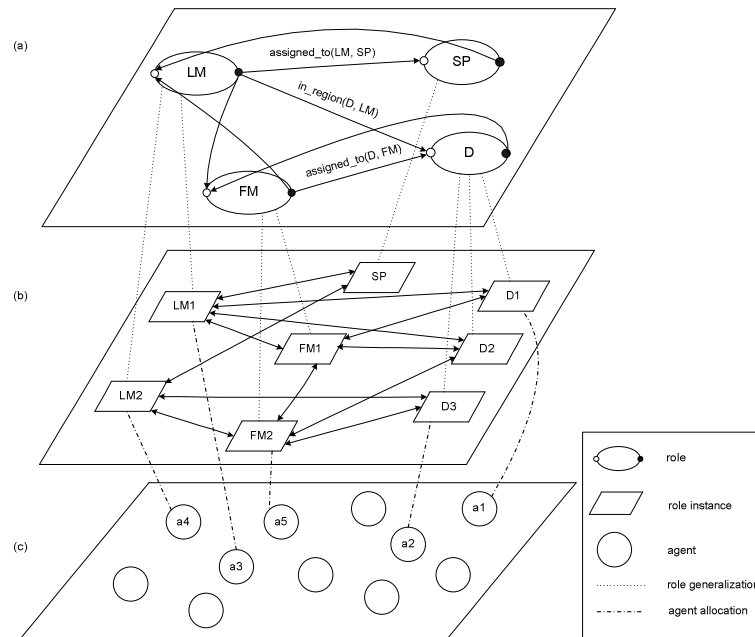 (a)
assigned_to(LM, SP)
LM
SP
in_region(D, LM)
assigned_to(D, FM)
D
FM
(b)
SP
LM1
D1
FM1
D2
LM2
D3
FM2
(c)
a4
a5
a1
a2
a3
role
role instance
agent
role generalization
agent allocation